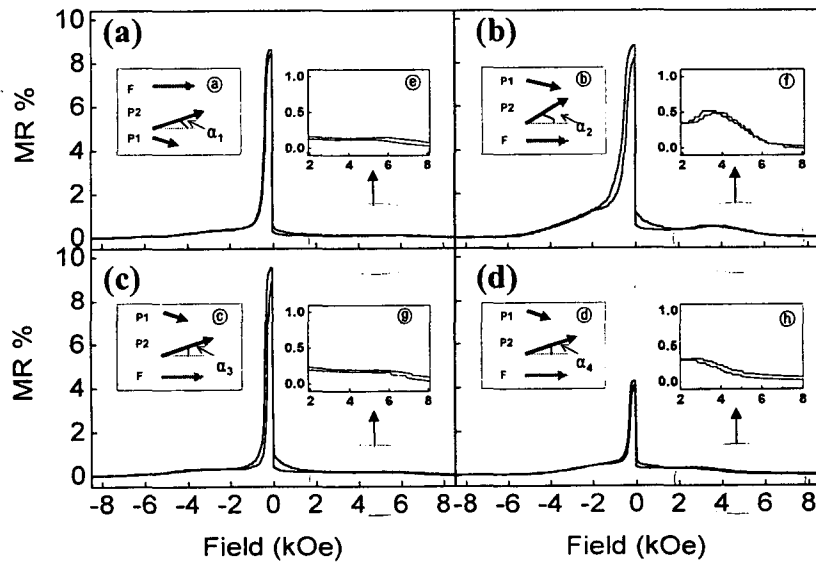 (a)
(b)
MR %
10
8
6
4
2
0
F
P2
P1
α1
ⓐ
ⓔ
1.0
0.5
0.0
2 4 6 8
P1
P2
F
α2
ⓑ
ⓕ
1.0
0.5
0.0
2 4 6 8
(c)
(d)
MR %
10
8
6
4
2
0
P1
P2
F
α3
ⓒ
ⓖ
1.0
0.5
0.0
2 4 6 8
P1
P2
F
α4
ⓓ
ⓗ
1.0
0.5
0.0
2 4 6 8
-8 -6 -4 -2 0 2 4 6 -8 -6 -4 -2 0 2 4 6 8
Field (kOe) Field (kOe)